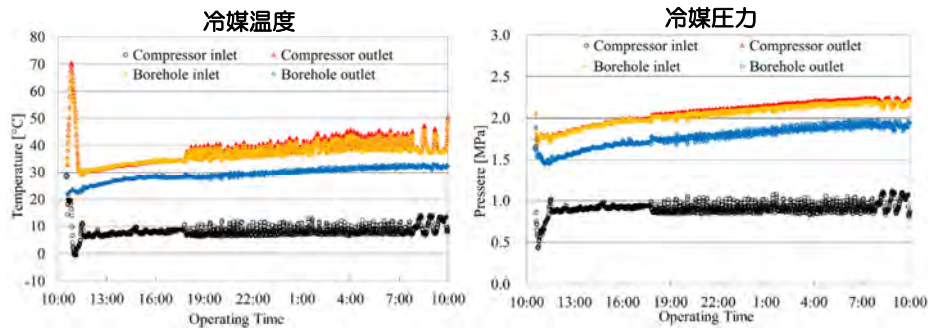 冷媒温度
80
70
60
50
40
30
20
10
0
-10
Temperature [°C]
Compressor inlet
Compressor outlet
Borehole inlet
Borehole outlet
10:00 13:00 16:00 19:00 22:00 1:00 4:00 7:00 10:00
Operating Time
冷媒圧力
3.0
2.5
2.0
1.5
1.0
0.5
0.0
Pressere [MPa]
Compressor inlet
Compressor outlet
Borehole inlet
Borehole outlet
10:00 13:00 16:00 19:00 22:00 1:00 4:00 7:00 10:00
Operating Time